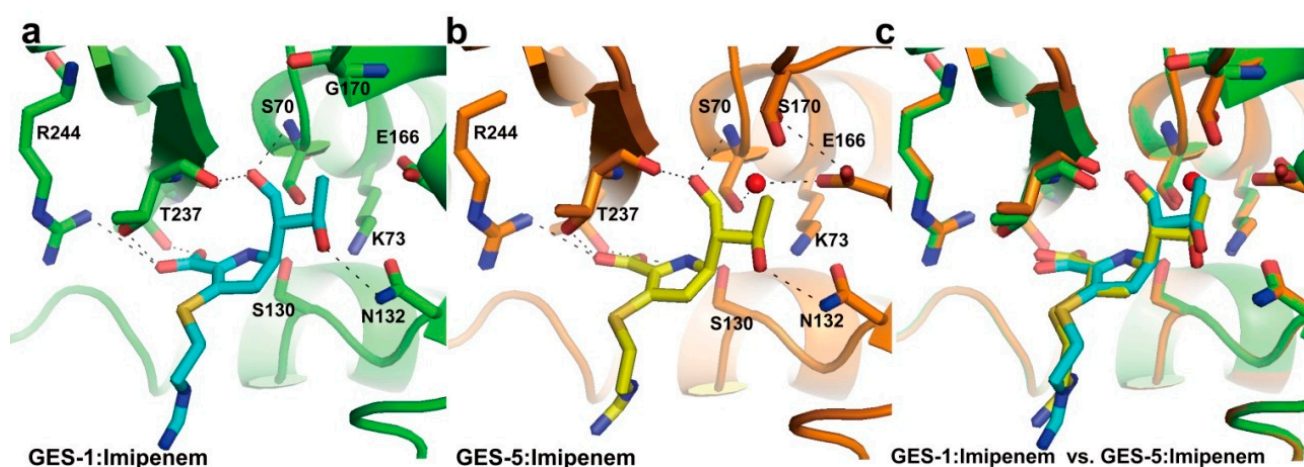 a
G170
S70
E166
R244
T237
K73
S130
N132
GES-1:Imipenem
b
S70
S170
E166
R244
T237
K73
S130
N132
GES-5:Imipenem
c
GES-1:Imipenem vs. GES-5:Imipenem